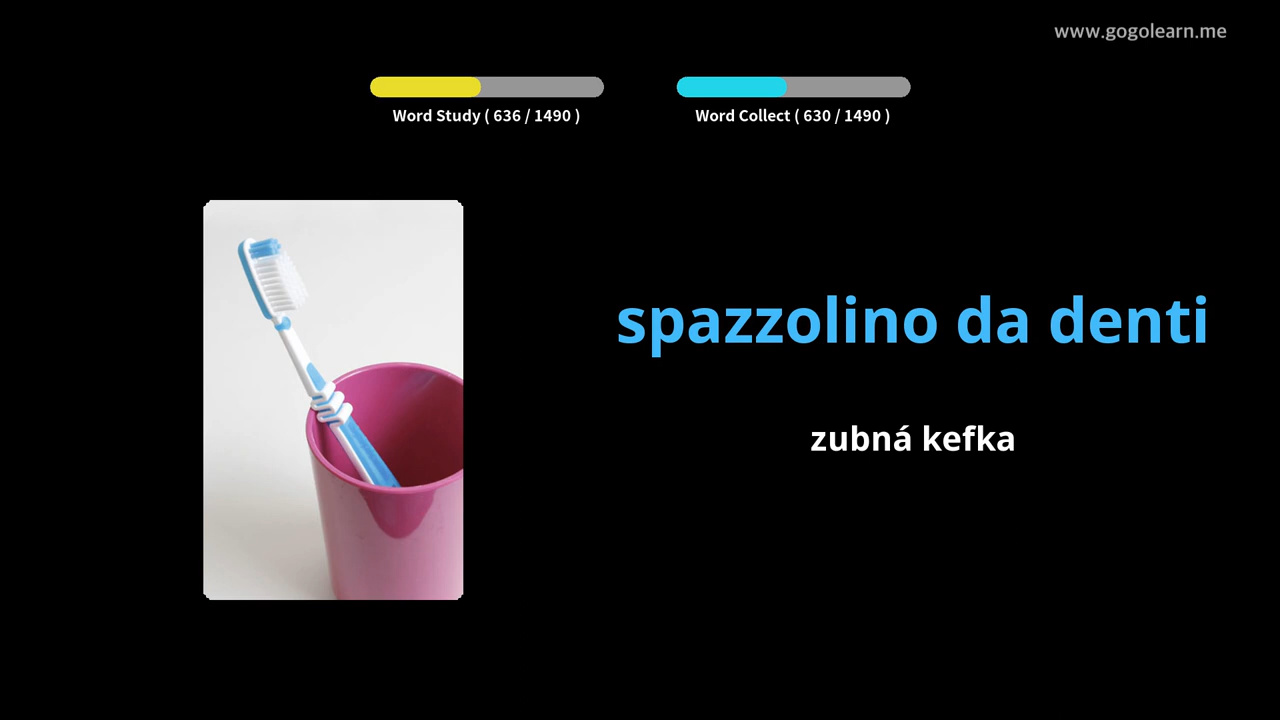 www.gogolearn.me
Word Study ( 636 / 1490 )
Word Collect ( 630 / 1490 )
spazzolino da denti
zubná kefka